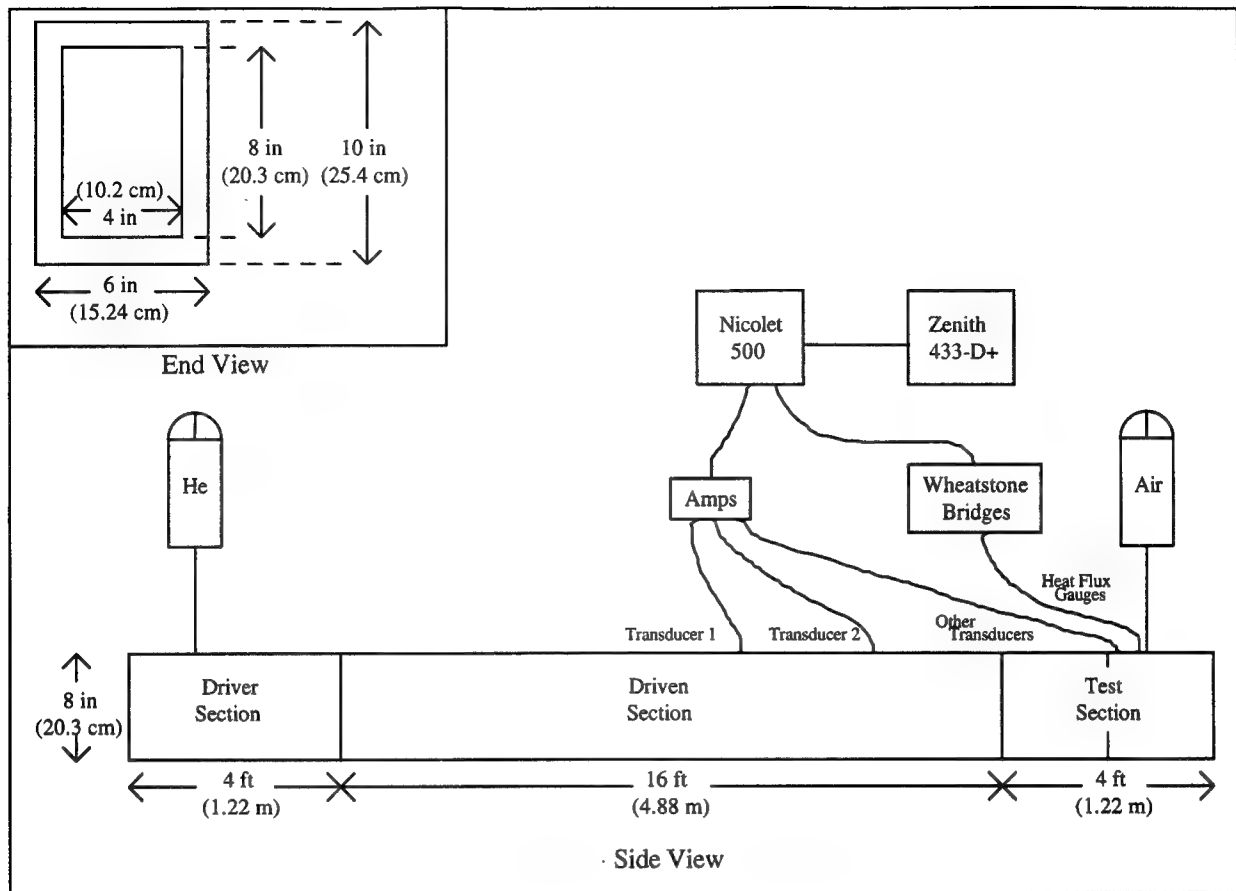 8 in
(20.3 cm)
10 in
(25.4 cm)
(10.2 cm)
4 in
6 in
(15.24 cm)
End View
Nicolet
500
Zenith
433-D+
He
Amps
Wheatstone
Bridges
Air
Heat Flux
Gauges
Transducer 1
Transducer 2
Other
Transducers
8 in
(20.3 cm)
Driver
Section
Driven
Section
Test
Section
4 ft
(1.22 m)
16 ft
(4.88 m)
4 ft
(1.22 m)
Side View